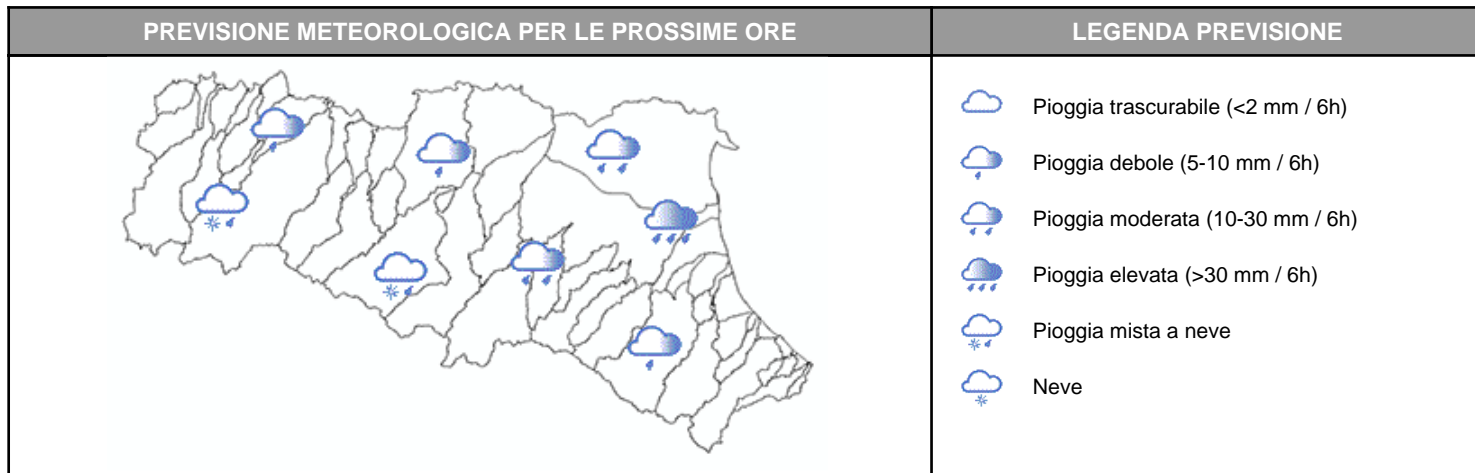 PREVISIONE METEOROLOGICA PER LE PROSSIME ORE
LEGENDA PREVISIONE
Pioggia trascurabile (<2 mm / 6h)
Pioggia debole (5-10 mm / 6h)
Pioggia moderata (10-30 mm / 6h)
Pioggia elevata (>30 mm / 6h)
Pioggia mista a neve
Neve